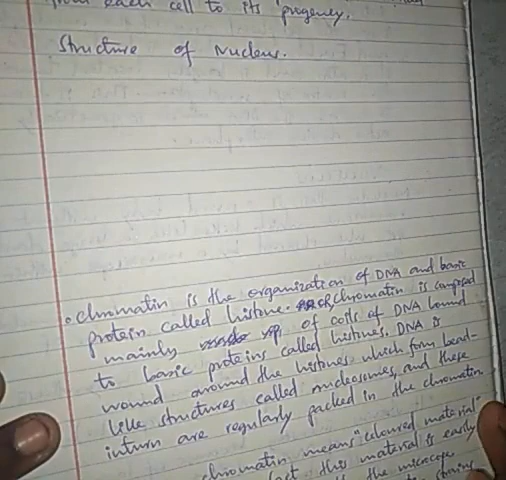 from each cell to its progeny.
Structure of Nucleus.
• chromatin is the organization of DNA and basic
protein called histone. OR, chromatin is composed
mainly of coils of DNA bound
to basic proteins called histones. DNA is
wound around the histones which form bead-
like structures called nucleosomes, and these
inturn are regularly packed in the chromatin.
chromatin means "coloured material"
this material is easily
the microscope